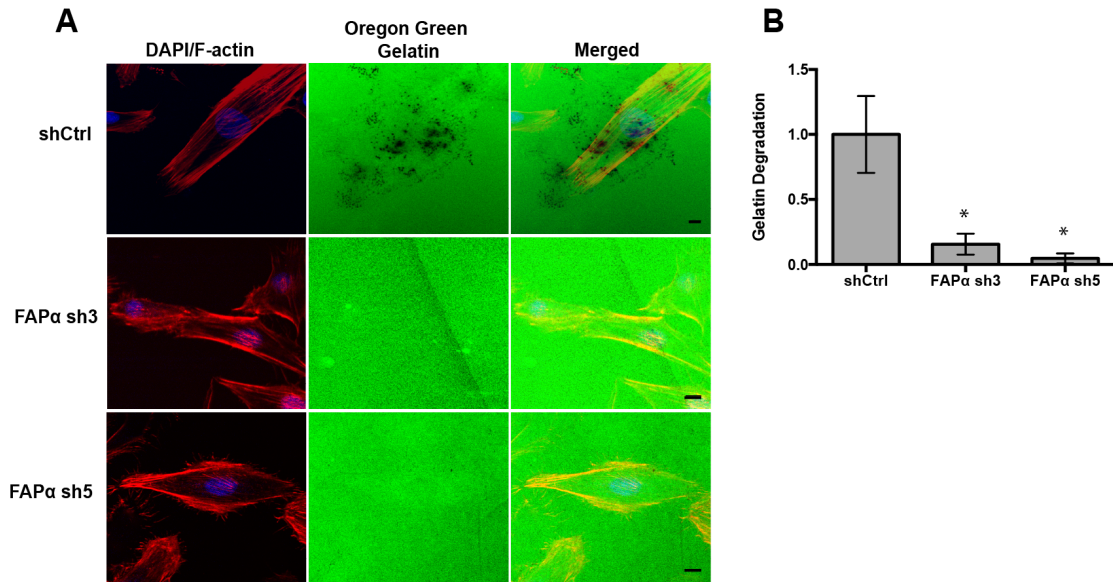 A
DAPI/F-actin
Oregon Green
Gelatin
Merged
shCtrl
FAPα sh3
FAPα sh5
B
Gelatin Degradation
1.5
1.0
0.5
0.0
*
*
shCtrl
FAPα sh3
FAPα sh5